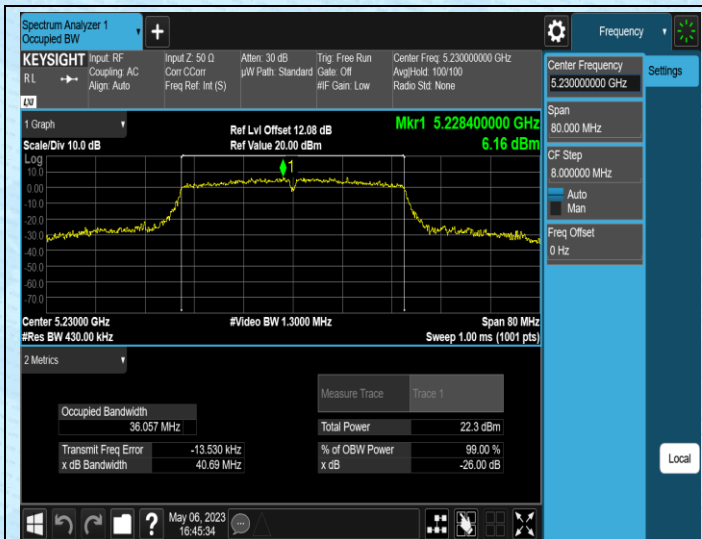 Spectrum Analyzer 1
Occupied BW
Frequency
KEYSIGHT
RL
LXI
Input: RF
Coupling: AC
Align: Auto
Input Z: 50 Ω
Corr CCorr
Freq Ref: Int (S)
Atten: 30 dB
µW Path: Standard
Trig: Free Run
Gate: Off
#IF Gain: Low
Center Freq: 5.230000000 GHz
Avg|Hold: 100/100
Radio Std: None
Center Frequency
5.230000000 GHz
Settings
Span
80.000 MHz
CF Step
8.000000 MHz
Auto
Man
Freq Offset
0 Hz
1 Graph
Scale/Div 10.0 dB
Ref Lvl Offset 12.08 dB
Ref Value 20.00 dBm
Mkr1 5.228400000 GHz
6.16 dBm
Log
10.0
0.00
-10.0
-20.0
-30.0
-40.0
-50.0
-60.0
-70.0
1
Center 5.23000 GHz
#Res BW 430.00 kHz
#Video BW 1.3000 MHz
Span 80 MHz
Sweep 1.00 ms (1001 pts)
2 Metrics
Measure Trace
Trace 1
Occupied Bandwidth
36.057 MHz
Total Power
22.3 dBm
Transmit Freq Error
-13.530 kHz
% of OBW Power
99.00 %
x dB Bandwidth
40.69 MHz
x dB
-26.00 dB
Local
May 06, 2023
16:45:34